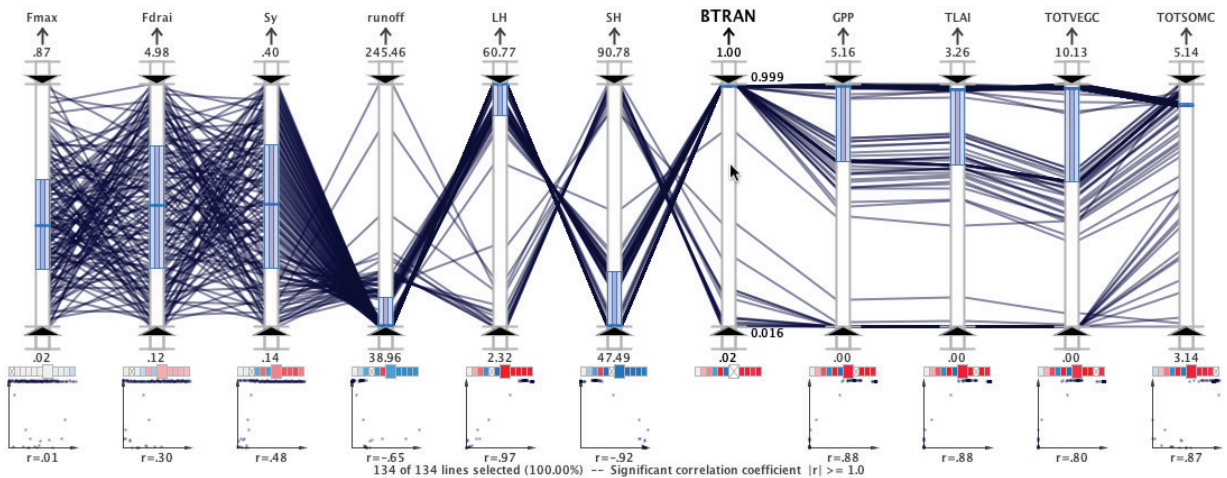 Fmax Fdrai Sy runoff LH SH BTRAN GPP TLAI TOTVEGC TOTSOMC
.87 4.98 .40 245.46 60.77 90.78 1.00 5.16 3.26 10.13 5.14
0.999
0.016
.02 .12 .14 38.96 2.32 47.49 .02 .00 .00 .00 3.14
r=.01 r=.30 r=.48 r=-.65 r=.97 r=-.92 r=.88 r=.88 r=.80 r=.87
134 of 134 lines selected (100.00%) -- Significant correlation coefficient |r| >= 1.0